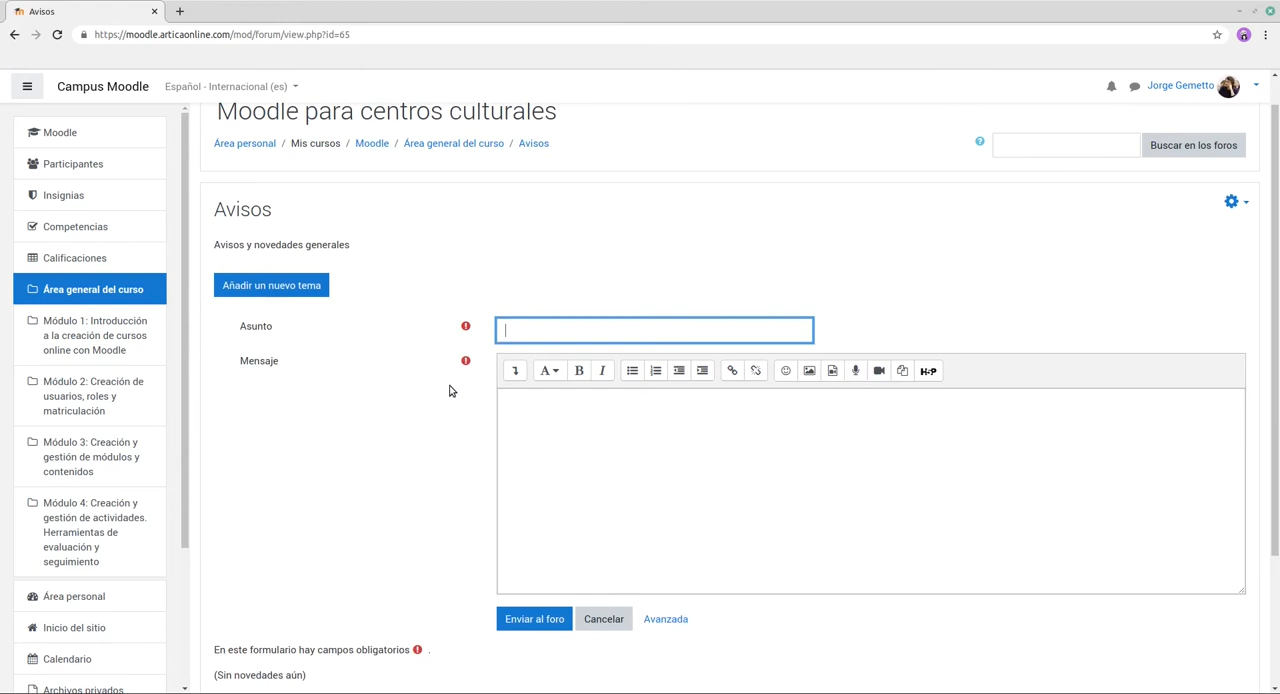 Avisos
https://moodle.articaonline.com/mod/forum/view.php?id=65
Campus Moodle
Español - Internacional (es)
Jorge Gemetto
Moodle
Participantes
Insignias
Competencias
Calificaciones
Área general del curso
Módulo 1: Introducción
a la creación de cursos
online con Moodle
Módulo 2: Creación de
usuarios, roles y
matriculación
Módulo 3: Creación y
gestión de módulos y
contenidos
Módulo 4: Creación y
gestión de actividades.
Herramientas de
evaluación y
seguimiento
Área personal
Inicio del sitio
Calendario
Archivos privados
Moodle para centros culturales
Área personal / Mis cursos / Moodle / Área general del curso / Avisos
Buscar en los foros
Avisos
Avisos y novedades generales
Añadir un nuevo tema
Asunto
Mensaje
A B I
H-P
Enviar al foro Cancelar Avanzada
En este formulario hay campos obligatorios .
(Sin novedades aún)